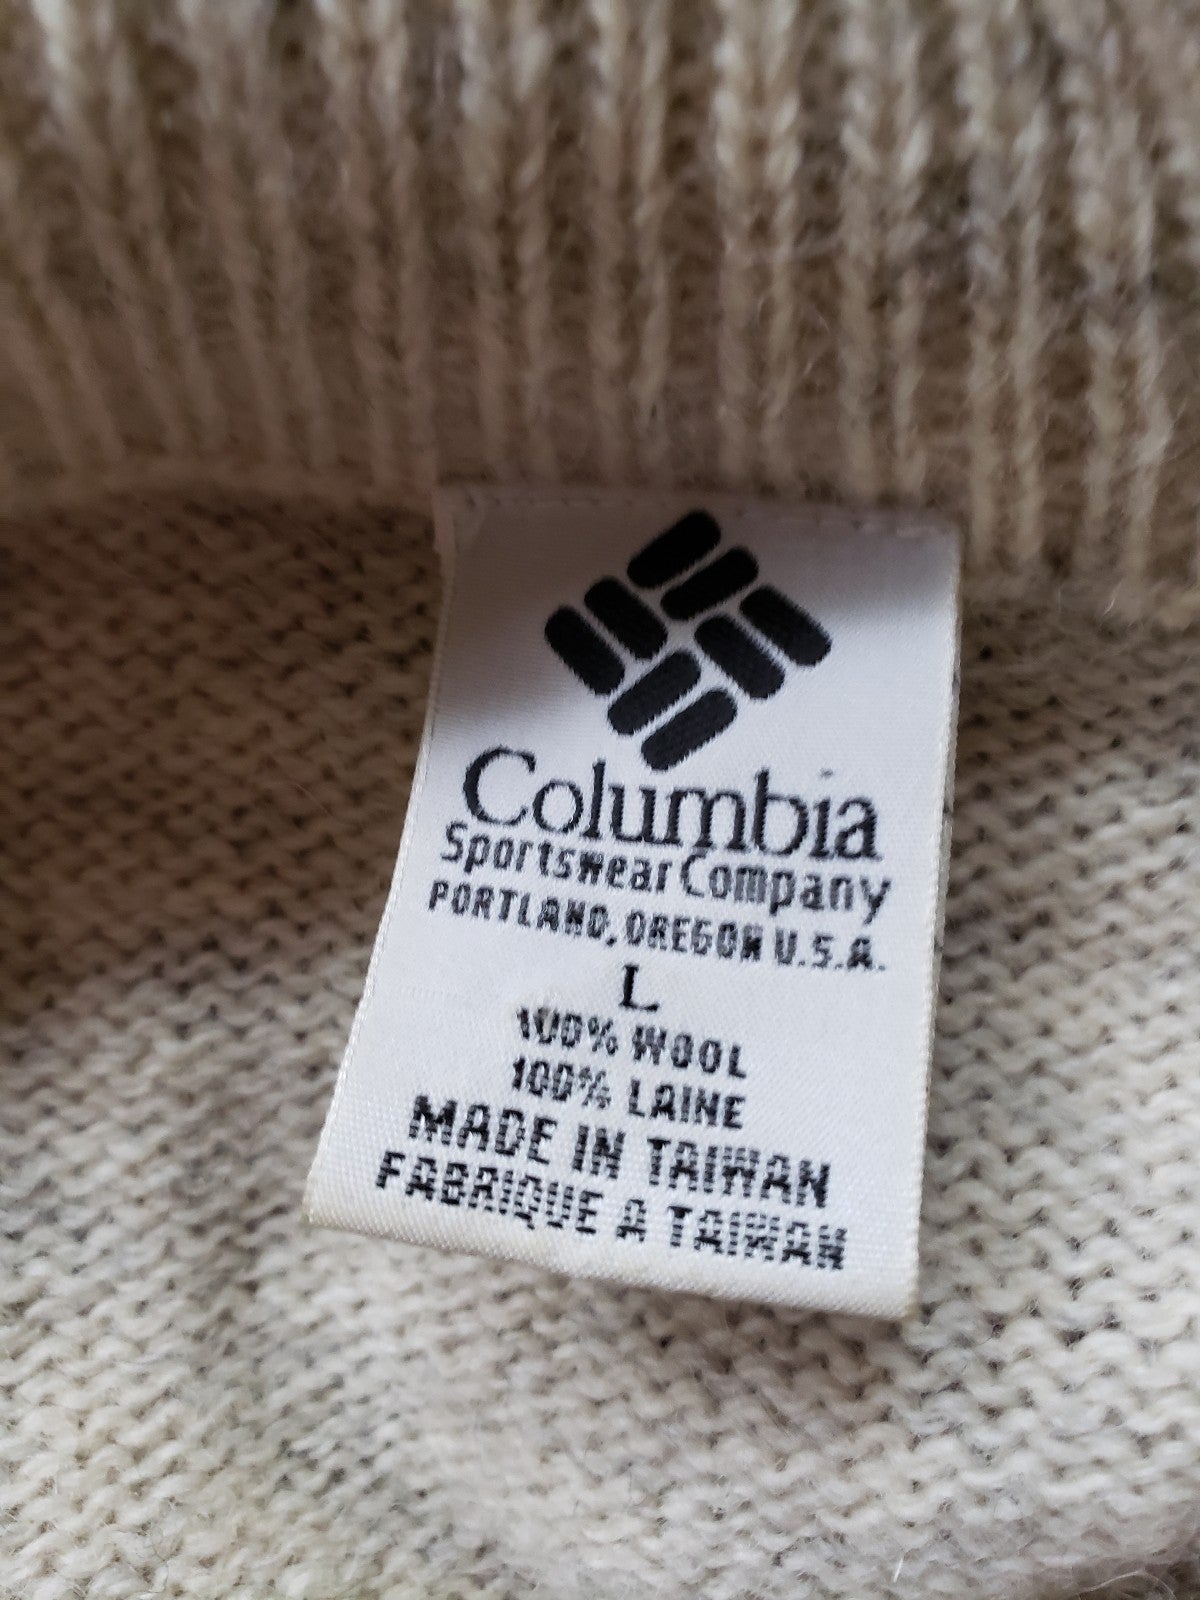 Columbia
Sportswear Company
PORTLAND, OREGON U.S.A.
L
100% WOOL
100% LAINE
MADE IN TAIWAN
FABRIQUE A TAIWAN